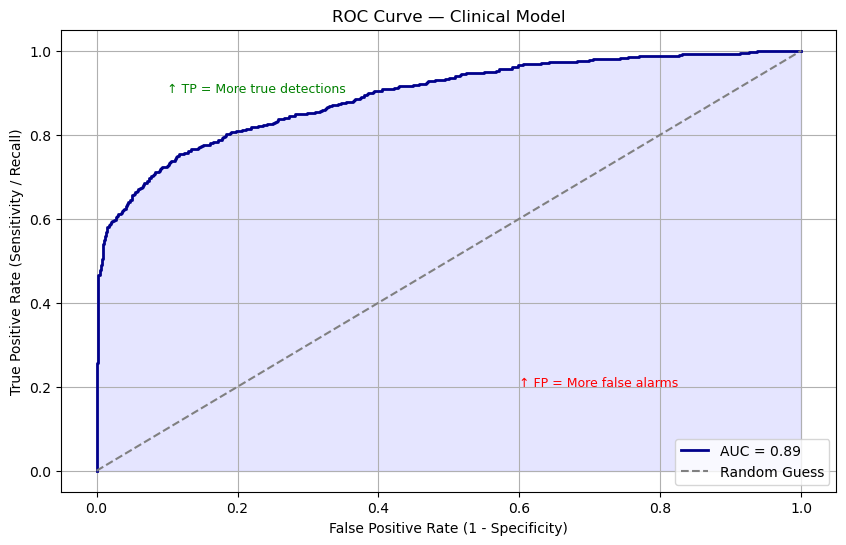 ROC Curve — Clinical Model
True Positive Rate (Sensitivity / Recall)
1.0
0.8
0.6
0.4
0.2
0.0
↑ TP = More true detections
↑ FP = More false alarms
AUC = 0.89
Random Guess
0.0 0.2 0.4 0.6 0.8 1.0
False Positive Rate (1 - Specificity)